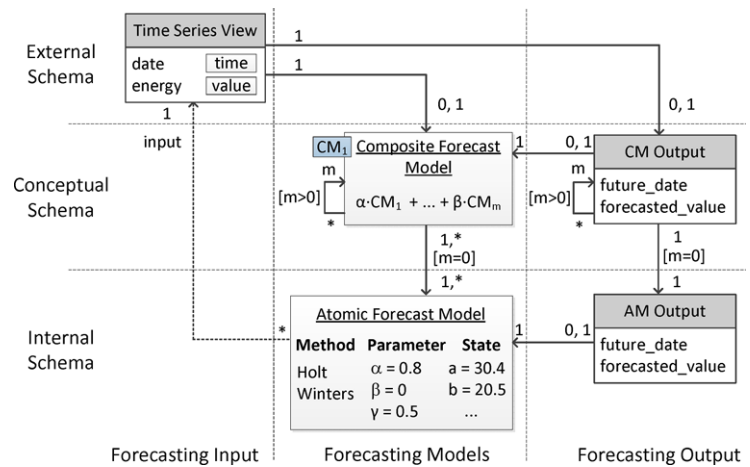 Time Series View
date time
energy value
External
Schema
1
1
0, 1
0, 1
1
input
Conceptual
Schema
CM1
Composite Forecast
Model
α·CM1 + ... + β·CMm
m
[m>0]
*
1
0, 1
CM Output
future_date
forecasted_value
m
[m>0]
*
1,*
[m=0]
1,*
1
[m=0]
1
Internal
Schema
*
Atomic Forecast Model
Method Parameter State
Holt α = 0.8 a = 30.4
Winters β = 0 b = 20.5
γ = 0.5 ...
1
0, 1
AM Output
future_date
forecasted_value
Forecasting Input
Forecasting Models
Forecasting Output